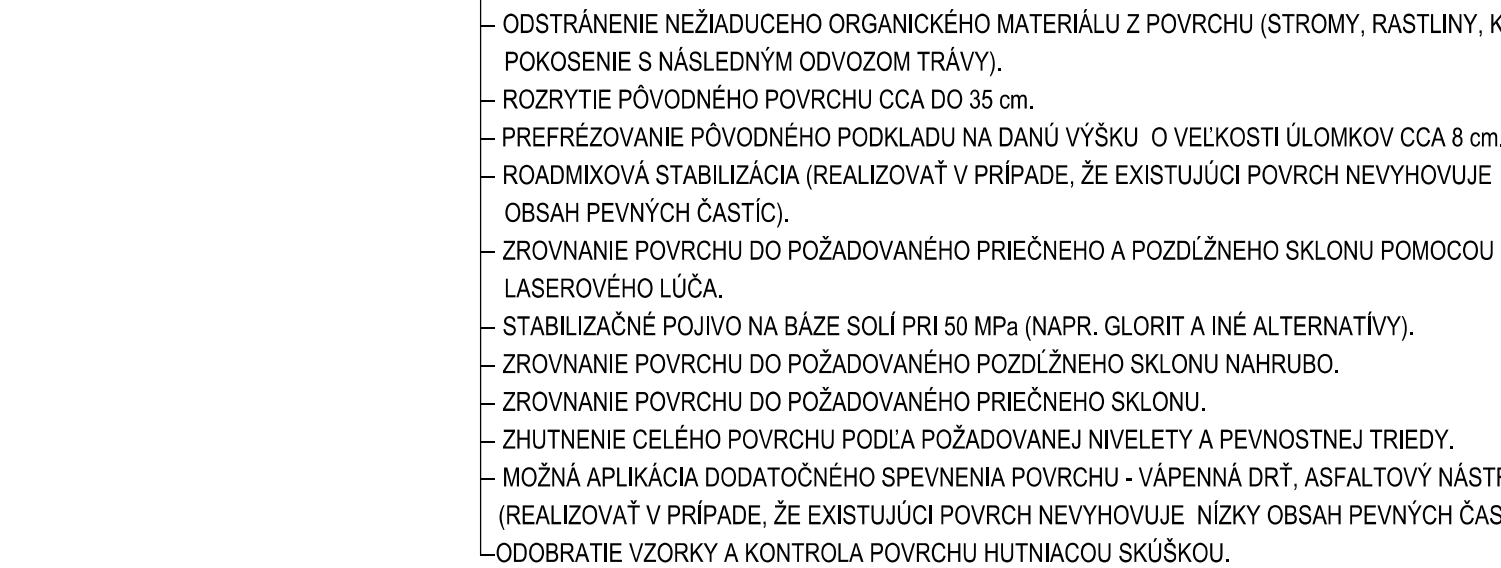 – ODSTRÁNENIE NEŽIADUCEHO ORGANICKÉHO MATERIÁLU Z POVRCHU (STROMY, RASTLINY, K
POKOSENIE S NÁSLEDNÝM ODVOZOM TRÁVY).
– ROZRYTIE PÔVODNÉHO POVRCHU CCA DO 35 cm.
– PREFRÉZOVANIE PÔVODNÉHO PODKLADU NA DANÚ VÝŠKU O VEĽKOSTI ÚLOMKOV CCA 8 cm.
– ROADMIXOVÁ STABILIZÁCIA (REALIZOVAŤ V PRÍPADE, ŽE EXISTUJÚCI POVRCH NEVYHOVUJE
OBSAH PEVNÝCH ČASTÍC).
– ZROVNANIE POVRCHU DO POŽADOVANÉHO PRIEČNEHO A POZDĹŽNEHO SKLONU POMOCOU
LASEROVÉHO LÚČA.
– STABILIZAČNÉ POJIVO NA BÁZE SOLÍ PRI 50 MPa (NAPR. GLORIT A INÉ ALTERNATÍVY).
– ZROVNANIE POVRCHU DO POŽADOVANÉHO POZDĹŽNEHO SKLONU NAHRUBO.
– ZROVNANIE POVRCHU DO POŽADOVANÉHO PRIEČNEHO SKLONU.
– ZHUTNENIE CELÉHO POVRCHU PODĽA POŽADOVANEJ NIVELETY A PEVNOSTNEJ TRIEDY.
– MOŽNÁ APLIKÁCIA DODATOČNÉHO SPEVNENIA POVRCHU - VÁPENNÁ DRŤ, ASFALTOVÝ NÁSTR
(REALIZOVAŤ V PRÍPADE, ŽE EXISTUJÚCI POVRCH NEVYHOVUJE NÍZKY OBSAH PEVNÝCH ČAS
–ODOBRATIE VZORKY A KONTROLA POVRCHU HUTNIACOU SKÚŠKOU.